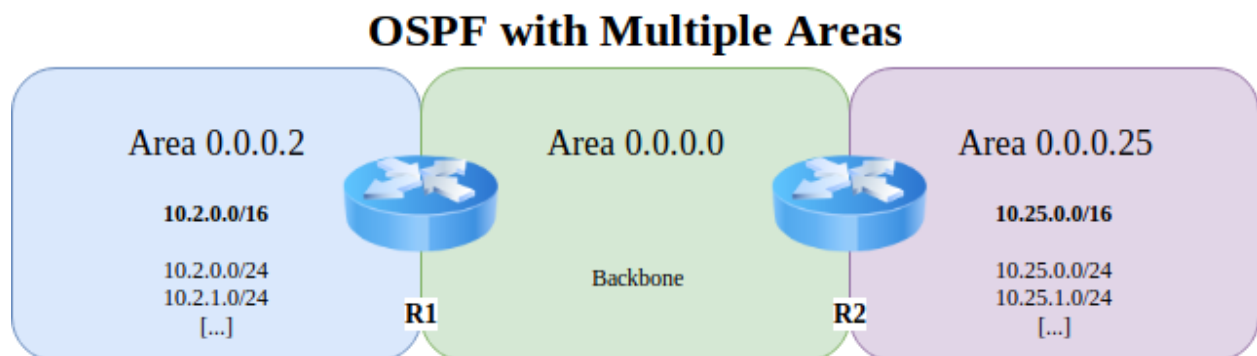 OSPF with Multiple Areas
Area 0.0.0.2
10.2.0.0/16
10.2.0.0/24
10.2.1.0/24
[...]
R1
Area 0.0.0.0
Backbone
R2
Area 0.0.0.25
10.25.0.0/16
10.25.0.0/24
10.25.1.0/24
[...]